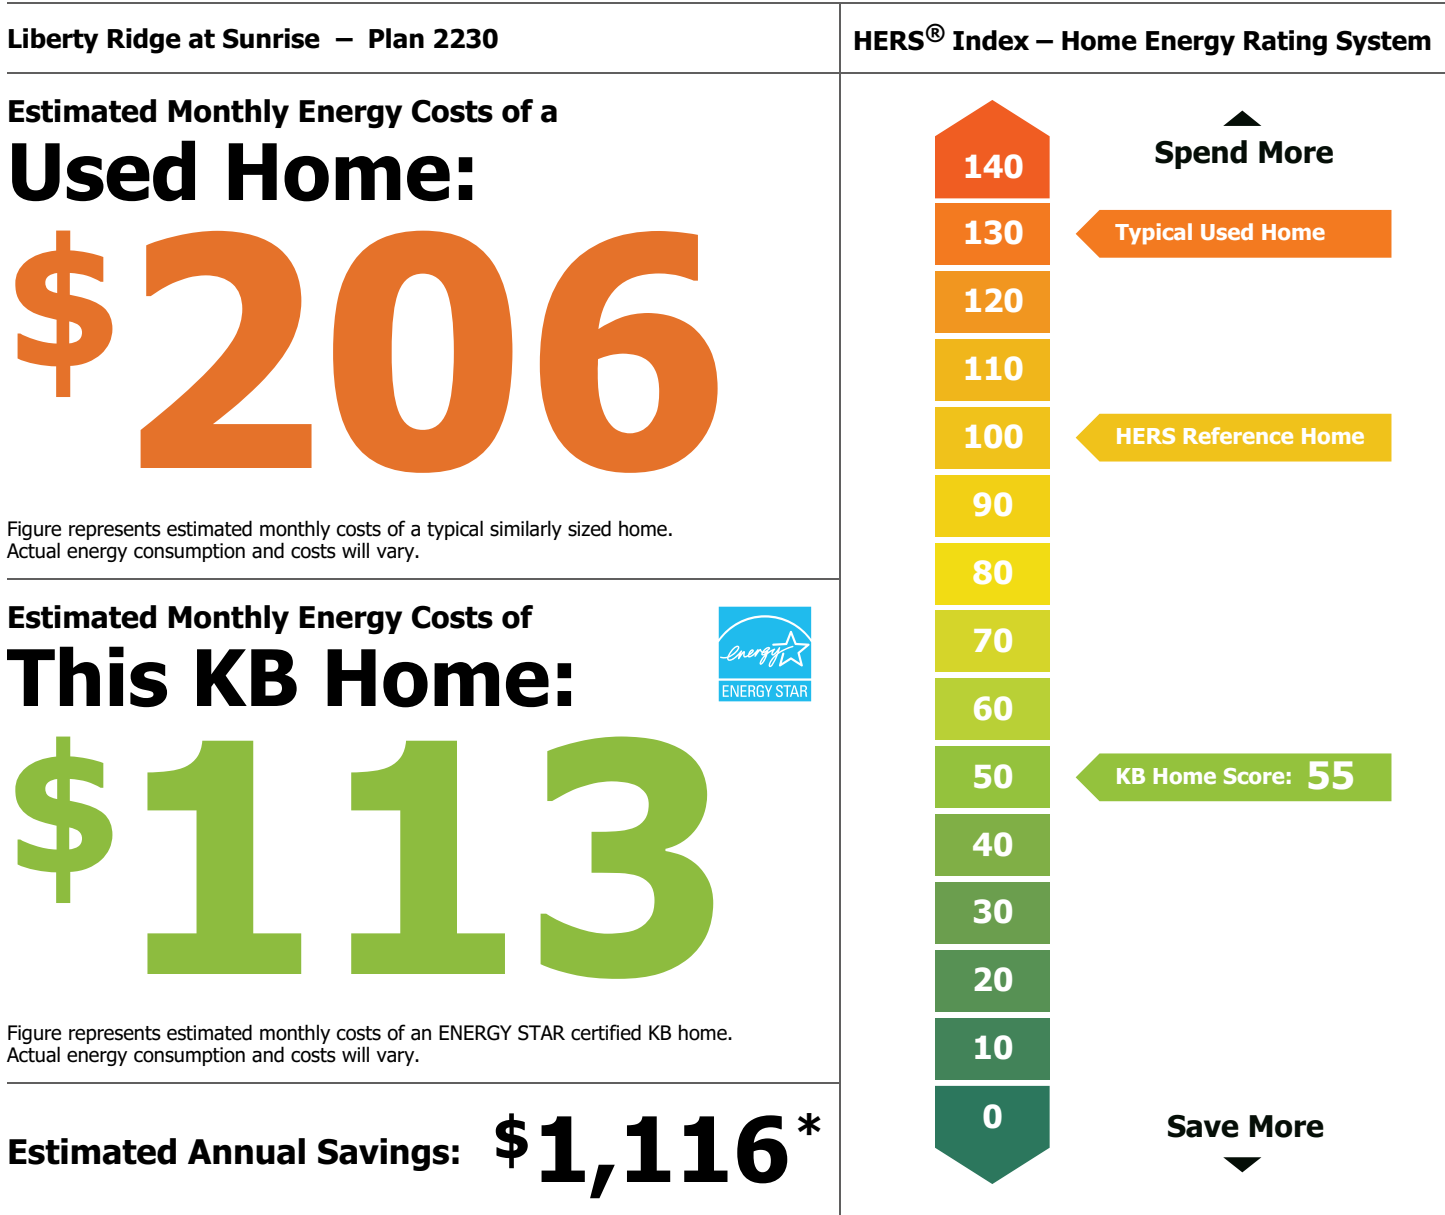 Liberty Ridge at Sunrise – Plan 2230
Estimated Monthly Energy Costs of a
Used Home:
$206
Figure represents estimated monthly costs of a typical similarly sized home.
Actual energy consumption and costs will vary.
Estimated Monthly Energy Costs of
This KB Home:
energy
ENERGY STAR
$113
Figure represents estimated monthly costs of an ENERGY STAR certified KB home.
Actual energy consumption and costs will vary.
Estimated Annual Savings: $1,116*
HERS® Index – Home Energy Rating System
Spend More
140
130 Typical Used Home
120
110
100 HERS Reference Home
90
80
70
60
50 KB Home Score: 55
40
30
20
10
0
Save More